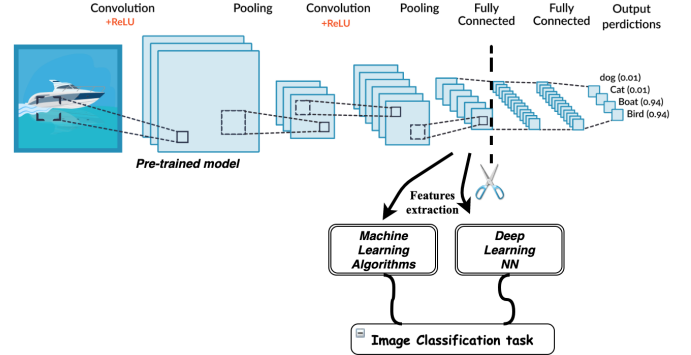 Convolution
+ReLU
Pooling
Convolution
+ReLU
Pooling
Fully
Connected
Fully
Connected
Output
perdictions
dog (0.01)
Cat (0.01)
Boat (0.94)
Bird (0.94)
Pre-trained model
Features
extraction
Machine
Learning
Algorithms
Deep
Learning
NN
Image Classification task